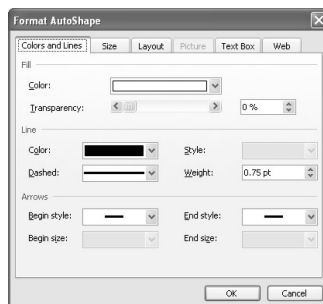 Format AutoShape
Colors and Lines Size Layout Picture Text Box Web
Fill
Color:
Transparency: 0 %
Line
Color: Style:
Dashed: Weight: 0.75 pt
Arrows
Begin style: End style:
Begin size: End size:
OK Cancel